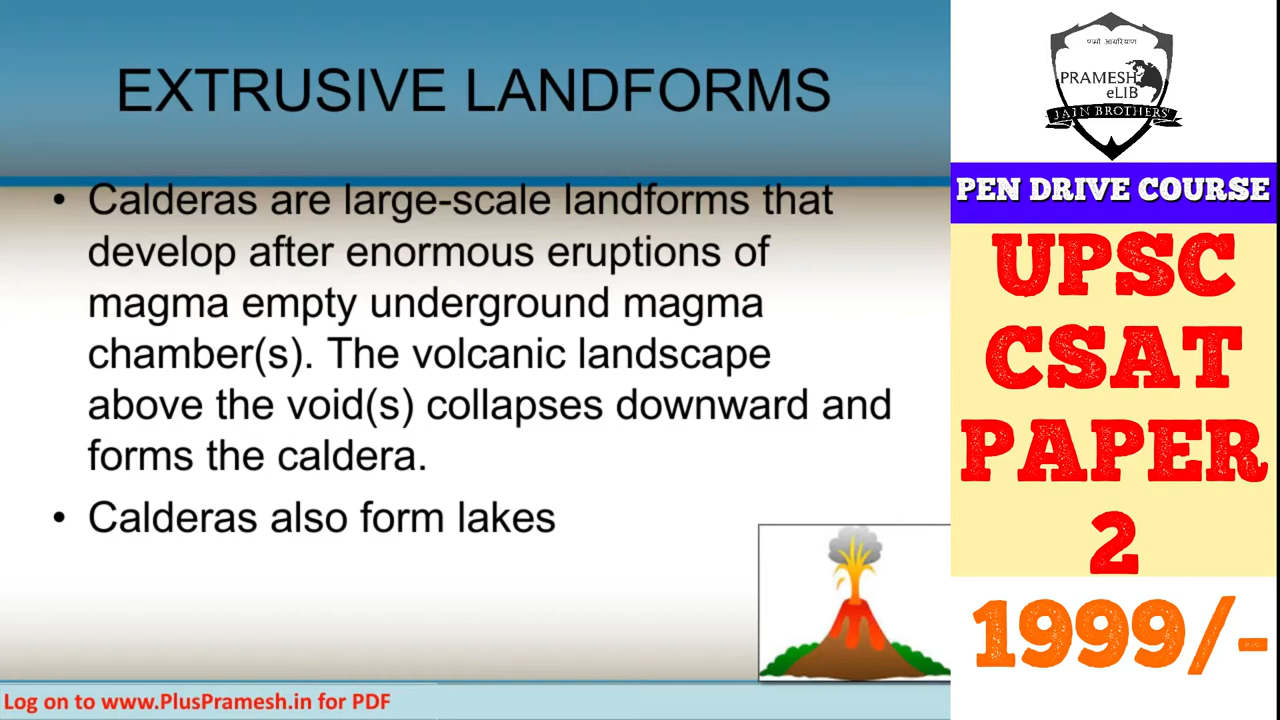 EXTRUSIVE LANDFORMS
• Calderas are large-scale landforms that
develop after enormous eruptions of
magma empty underground magma
chamber(s). The volcanic landscape
above the void(s) collapses downward and
forms the caldera.
• Calderas also form lakes
Log on to www.PlusPramesh.in for PDF
णमो आयरियाण
PRAMESH
eLIB
JAIN BROTHERS'
PEN DRIVE COURSE
UPSC
CSAT
PAPER
2
1999/-